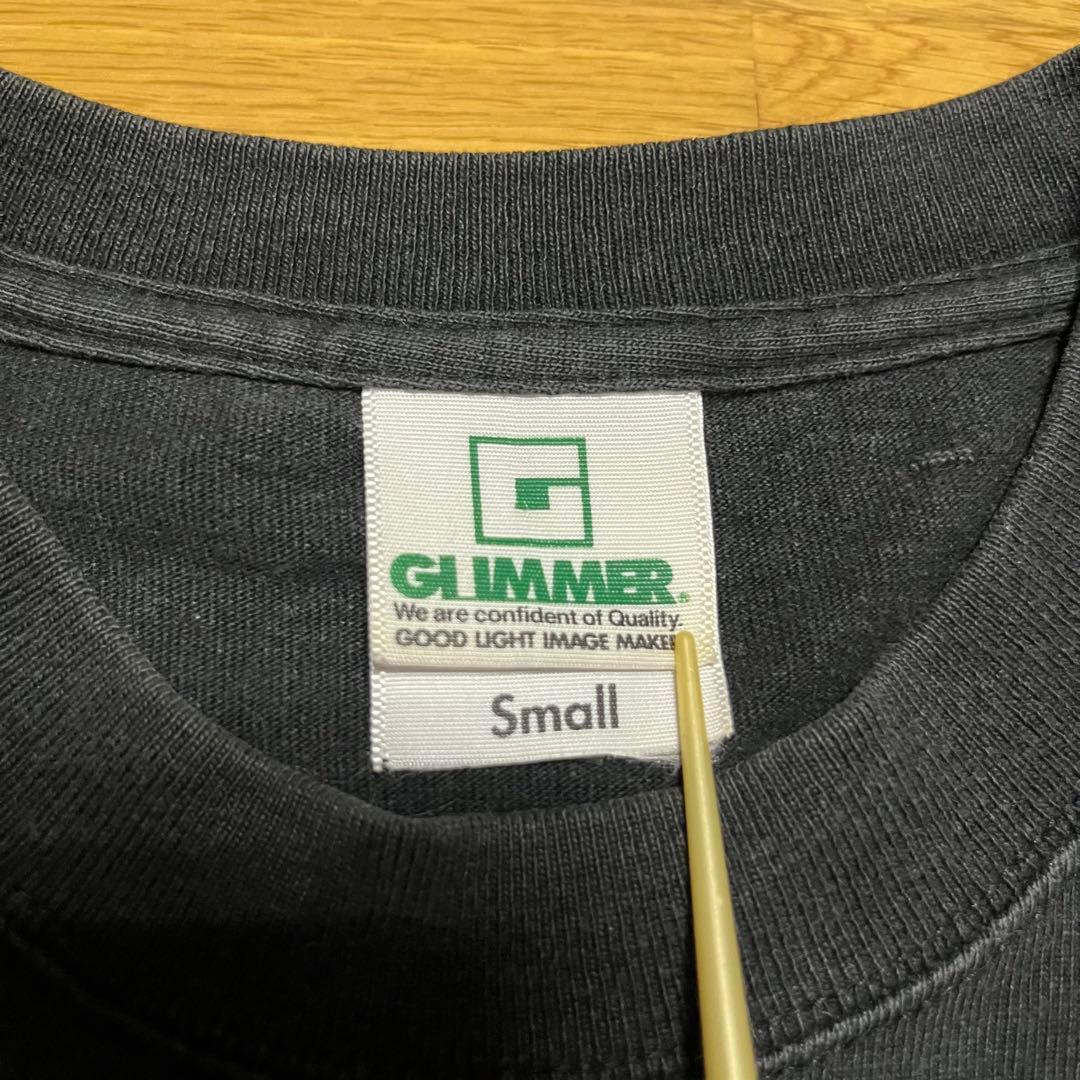 G
GLIMMER®
We are confident of Quality.
GOOD LIGHT IMAGE MAKER
Small